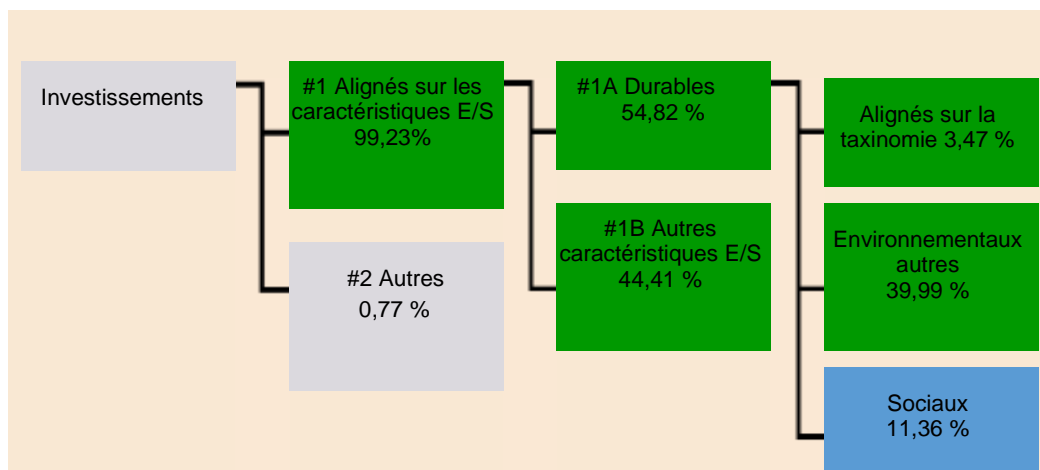 Investissements
#1 Alignés sur les
caractéristiques E/S
99,23%
#2 Autres
0,77 %
#1A Durables
54,82 %
#1B Autres
caractéristiques E/S
44,41 %
Alignés sur la
taxinomie 3,47 %
Environnementaux
autres
39,99 %
Sociaux
11,36 %